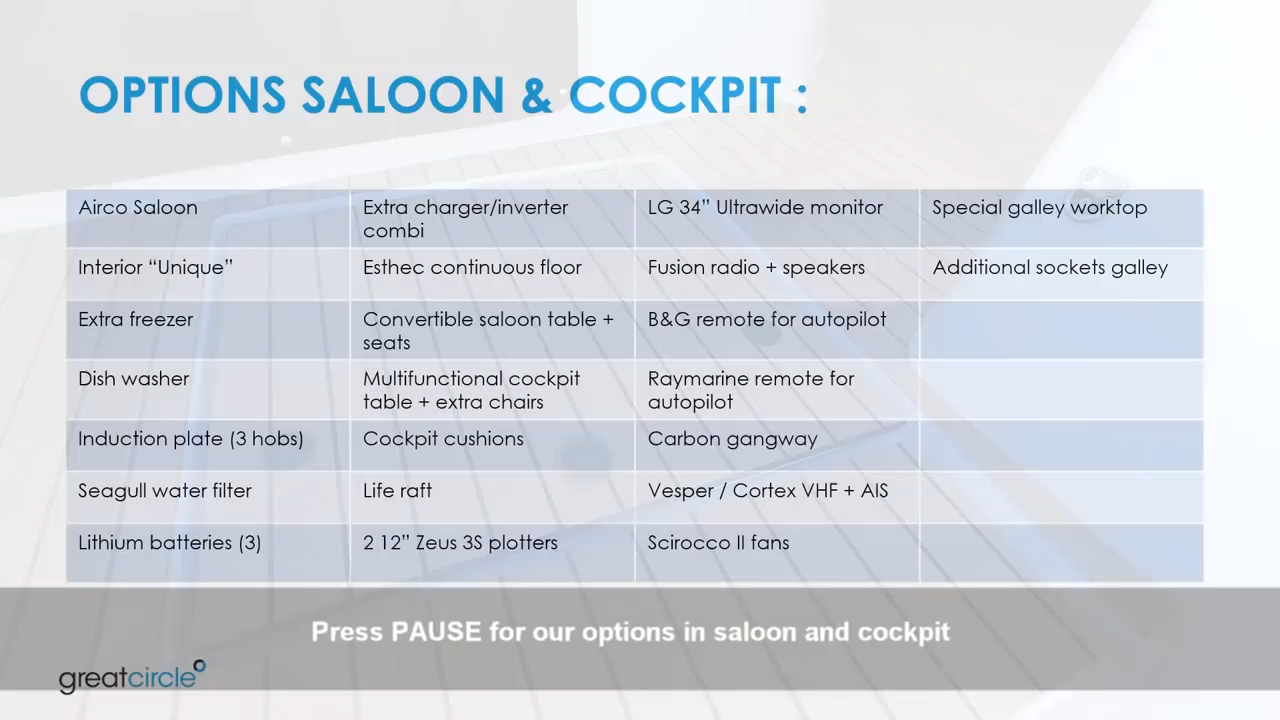 OPTIONS SALOON & COCKPIT :
Airco Saloon
Extra charger/inverter
combi
LG 34” Ultrawide monitor
Special galley worktop
Interior “Unique”
Esthec continuous floor
Fusion radio + speakers
Additional sockets galley
Extra freezer
Convertible saloon table +
seats
B&G remote for autopilot
Dish washer
Multifunctional cockpit
table + extra chairs
Raymarine remote for
autopilot
Induction plate (3 hobs)
Cockpit cushions
Carbon gangway
Seagull water filter
Life raft
Vesper / Cortex VHF + AIS
Lithium batteries (3)
2 12” Zeus 3S plotters
Scirocco II fans
Press PAUSE for our options in saloon and cockpit
greatcircle